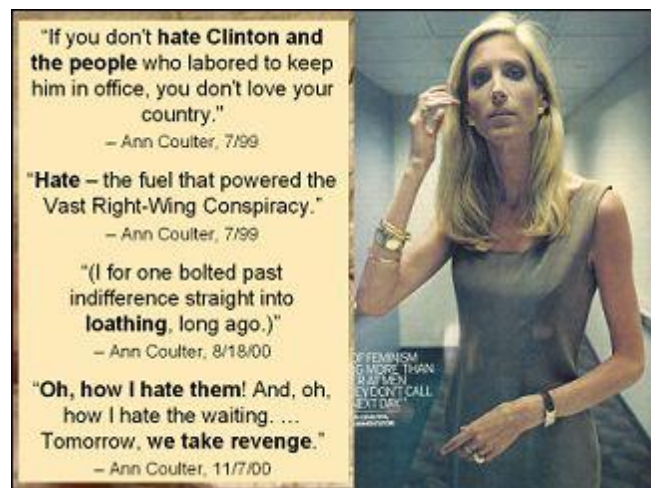 "If you don't hate Clinton and
the people who labored to keep
him in office, you don't love your
country."
– Ann Coulter, 7/99
"Hate – the fuel that powered the
Vast Right-Wing Conspiracy."
– Ann Coulter, 7/99
"(I for one bolted past
indifference straight into
loathing, long ago.)"
– Ann Coulter, 8/18/00
"Oh, how I hate them! And, oh,
how I hate the waiting. ...
Tomorrow, we take revenge."
– Ann Coulter, 11/7/00
OF FEMINISM
MORE THAN
AT MEN
DON'T CALL
NEXT DAY."